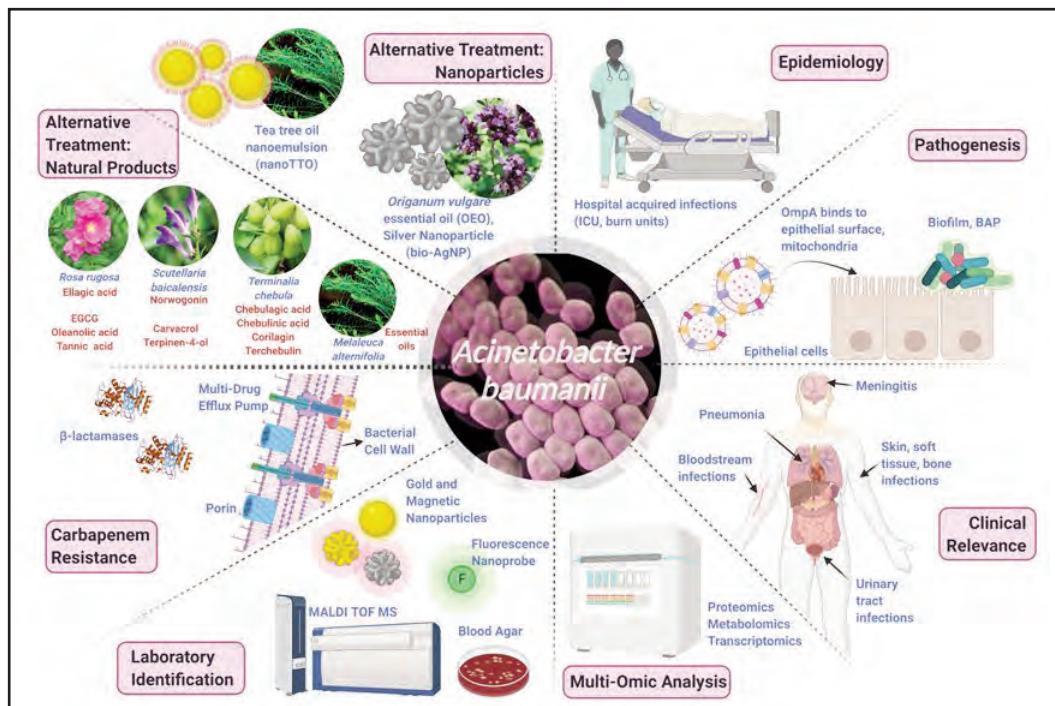 Alternative Treatment:
Nanoparticles
Tea tree oil
nanoemulsion
(nanoTTO)
Origanum vulgare
essential oil (OEO),
Silver Nanoparticle
(bio-AgNP)
Epidemiology
Hospital acquired infections
(ICU, burn units)
Pathogenesis
OmpA binds to
epithelial surface,
mitochondria
Biofilm, BAP
Epithelial cells
Alternative
Treatment:
Natural Products
Rosa rugosa
Ellagic acid
EGCG
Oleanolic acid
Tannic acid
Scutellaria
baicalensis
Norwogonin
Carvacrol
Terpinen-4-ol
Terminalia
chebula
Chebulagic acid
Chebulinic acid
Corilagin
Terchebulin
Melaleuca
alternifolia
Essential
oils
Acinetobacter
baumanii
β-lactamases
Multi-Drug
Efflux Pump
Bacterial
Cell Wall
Porin
Carbapenem
Resistance
Gold and
Magnetic
Nanoparticles
Fluorescence
Nanoprobe
F
MALDI TOF MS
Blood Agar
Laboratory
Identification
Proteomics
Metabolomics
Transcriptomics
Multi-Omic Analysis
Meningitis
Pneumonia
Bloodstream
infections
Skin, soft
tissue, bone
infections
Urinary
tract
infections
Clinical
Relevance